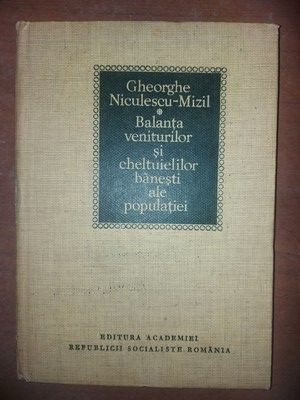 Gheorghe
Niculescu-Mizil
*
Balanța
veniturilor
și
cheltuielilor
bănești
ale
populației
EDITURA ACADEMIEI
REPUBLICII SOCIALISTE ROMÂNIA